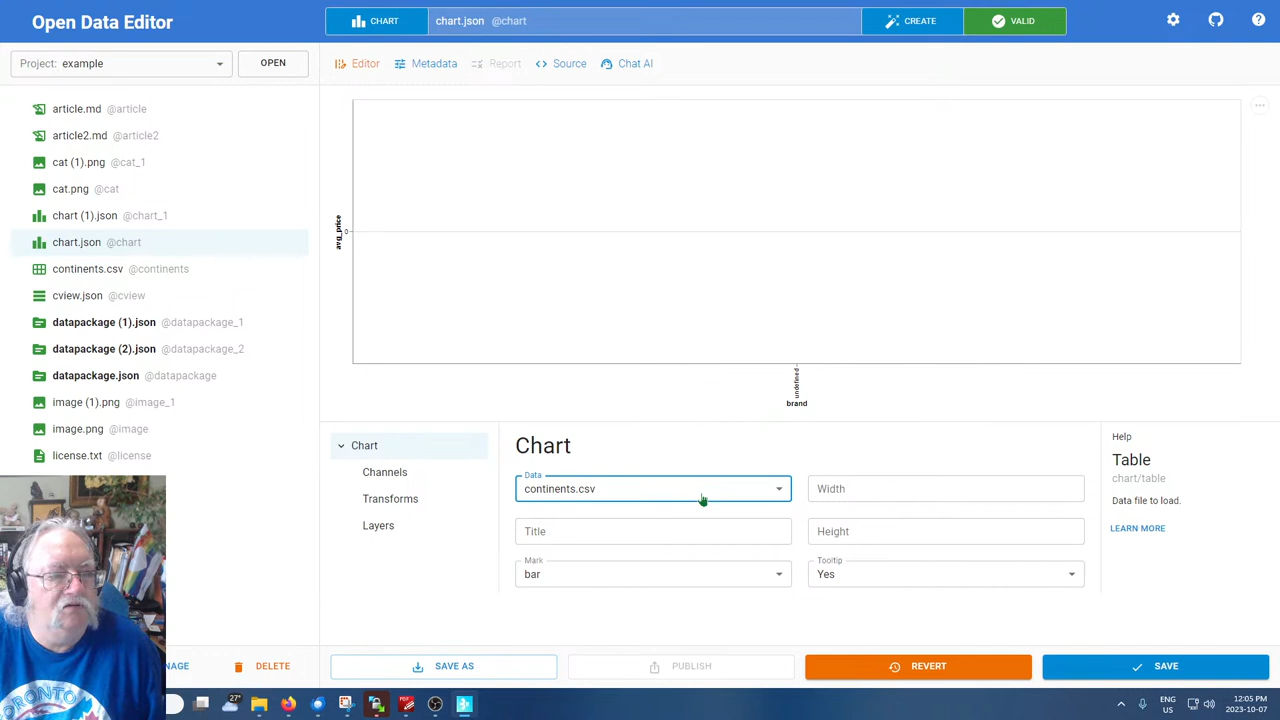 Open Data Editor
CHART
chart.json @chart
CREATE
VALID
Project: example
OPEN
Editor
Metadata
Report
Source
Chat AI
article.md @article
article2.md @article2
cat (1).png @cat_1
cat.png @cat
chart (1).json @chart_1
chart.json @chart
continents.csv @continents
cview.json @cview
datapackage (1).json @datapackage_1
datapackage (2).json @datapackage_2
datapackage.json @datapackage
image (1).png @image_1
image.png @image
license.txt @license
avg_price
0
undefined
brand
Chart
Channels
Transforms
Layers
Chart
Data
continents.csv
Width
Title
Height
Mark
bar
Tooltip
Yes
Help
Table
chart/table
Data file to load.
LEARN MORE
NAGE
DELETE
SAVE AS
PUBLISH
REVERT
SAVE
TORONTO
27°
ENG
US
12:05 PM
2023-10-07